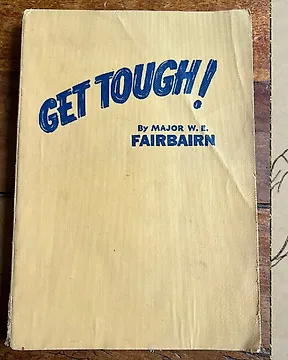 GET TOUGH!
By MAJOR W. E.
FAIRBAIRN